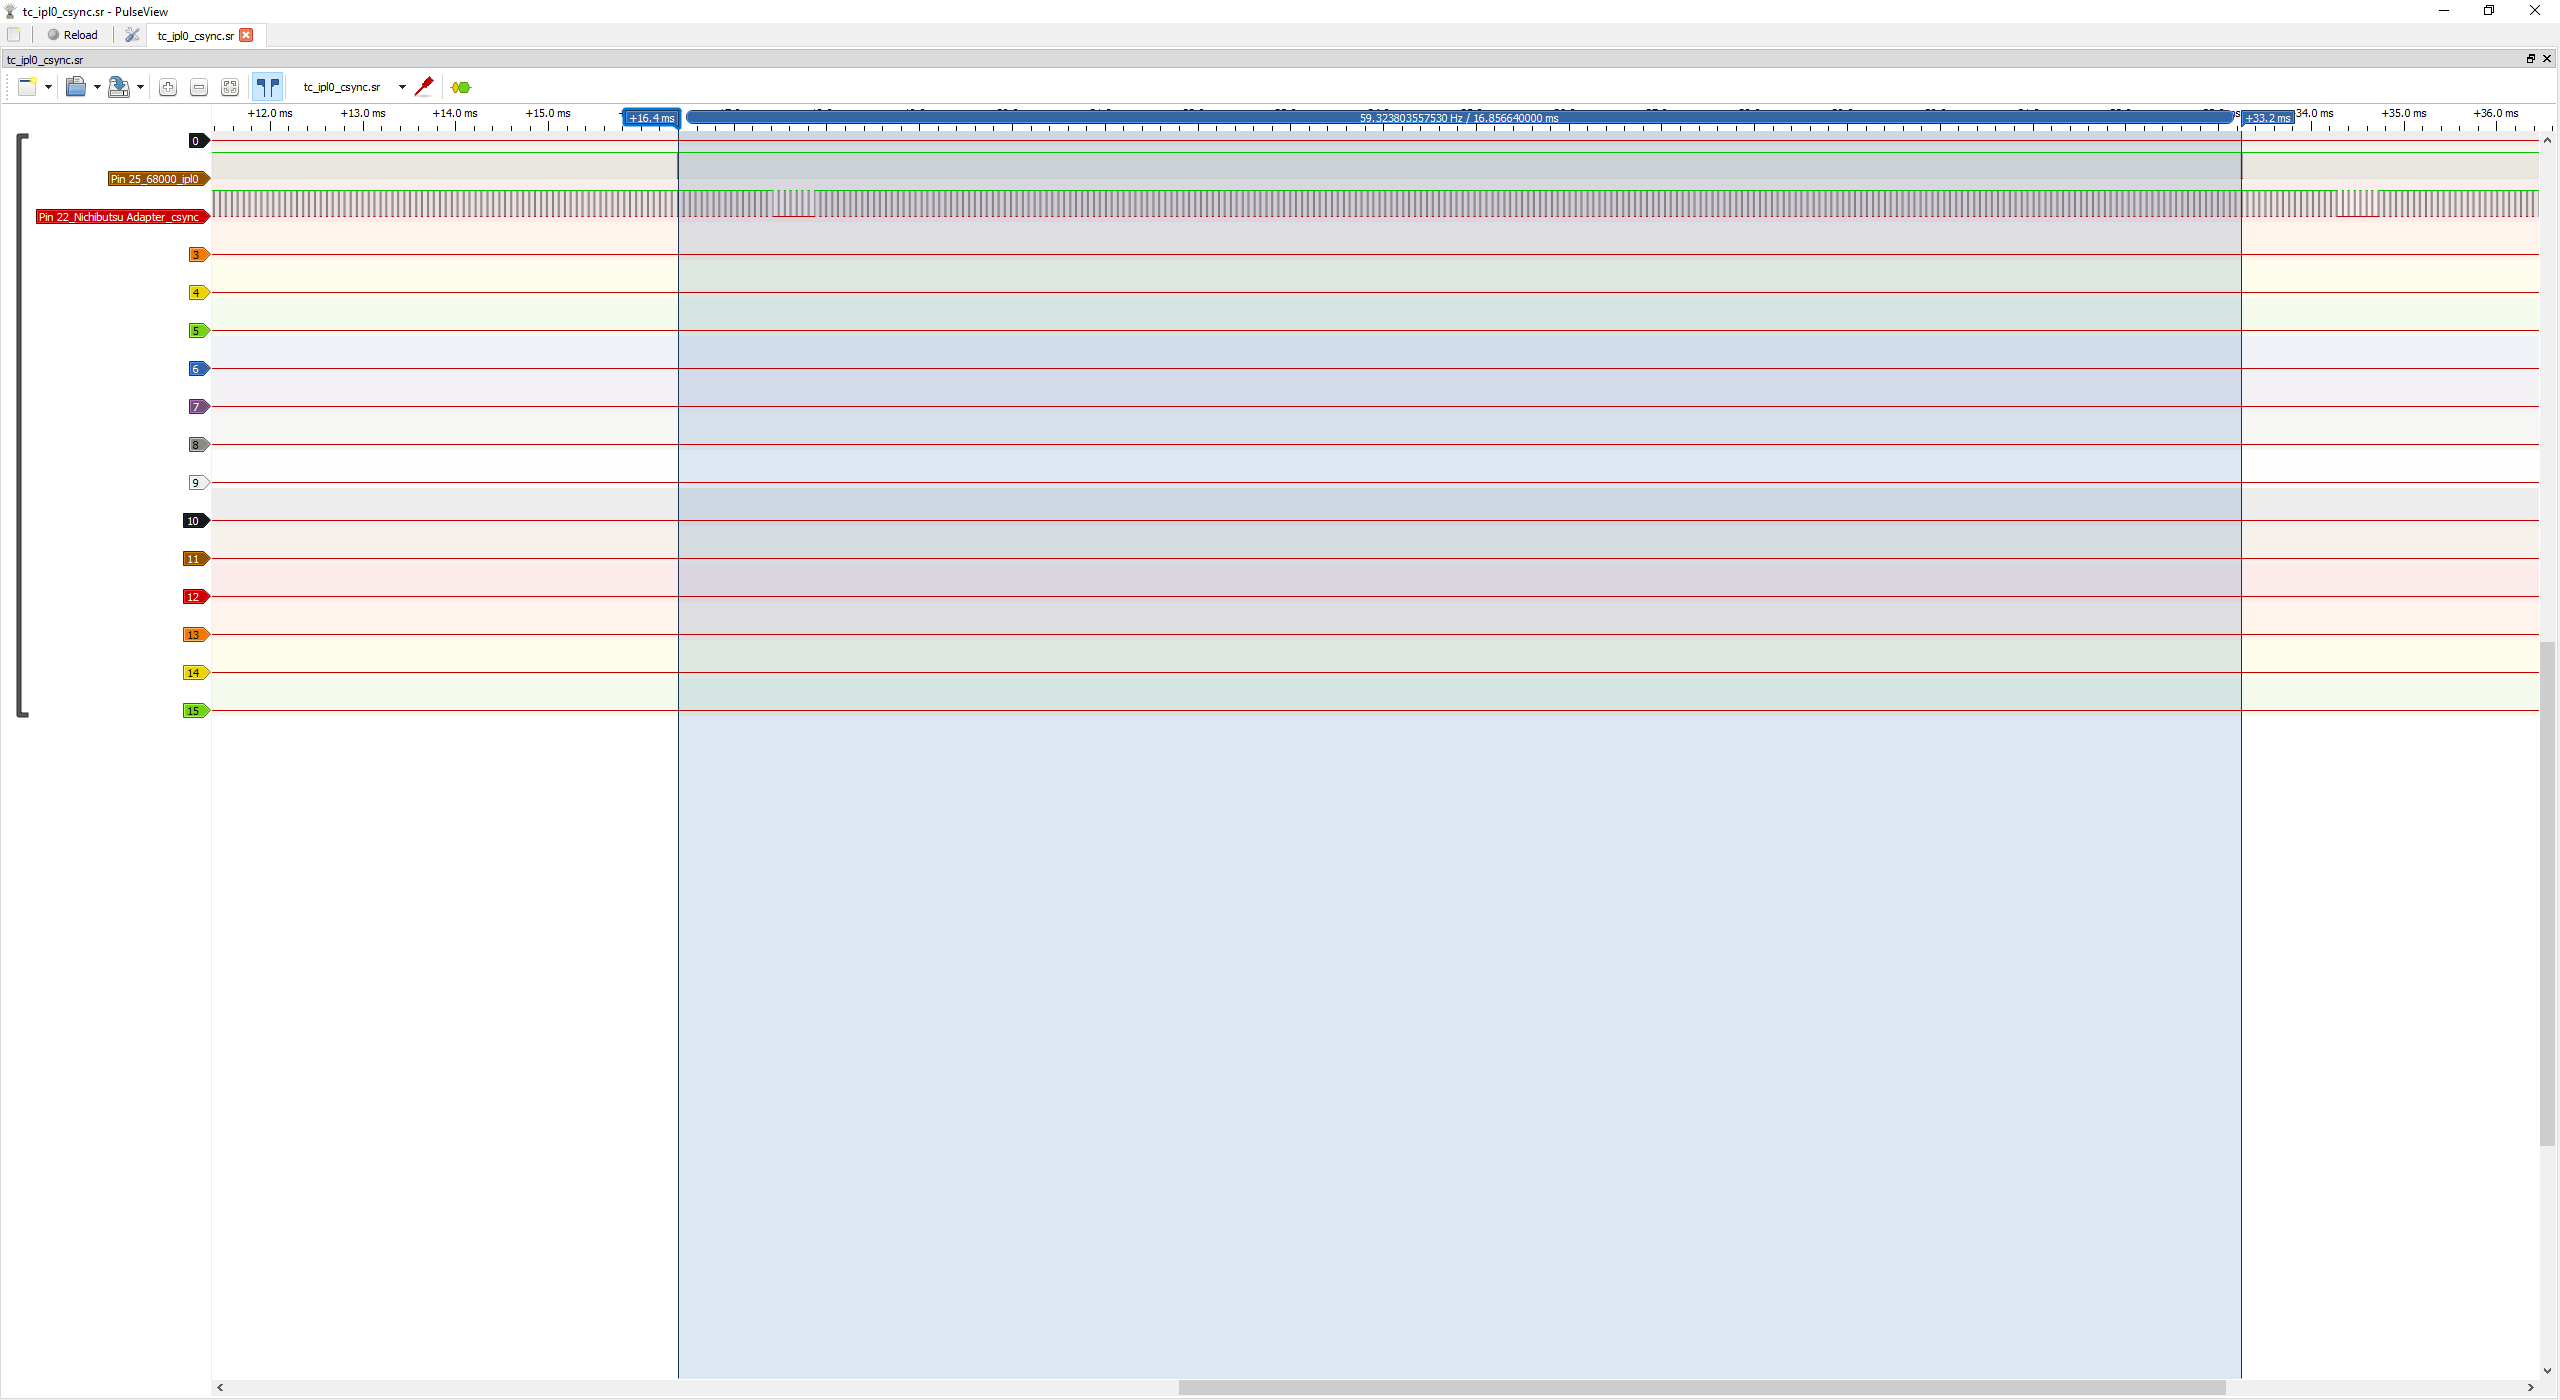 tc_ipl0_csync.sr - PulseView
Reload
tc_ipl0_csync.sr
tc_ipl0_csync.sr
tc_ipl0_csync.sr
+12.0 ms +13.0 ms +14.0 ms +15.0 ms +16.4 ms 59.323803557530 Hz / 16.856640000 ms +33.2 ms 34.0 ms +35.0 ms +36.0 ms
0
Pin 25_68000_ipl0
Pin 22_Nichibutsu Adapter_csync
3
4
5
6
7
8
9
10
11
12
13
14
15